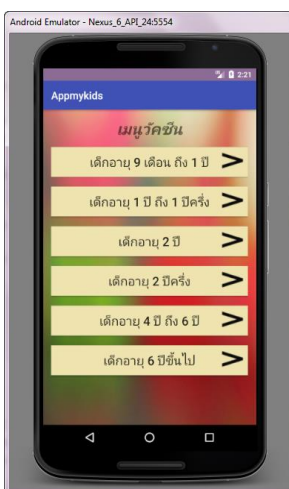 Android Emulator - Nexus_6_API_24:5554
2:21
Appmykids
เมนูวัคซีน
เด็กอายุ 9 เดือน ถึง 1 ปี >
เด็กอายุ 1 ปี ถึง 1 ปีครึ่ง >
เด็กอายุ 2 ปี >
เด็กอายุ 2 ปีครึ่ง >
เด็กอายุ 4 ปี ถึง 6 ปี >
เด็กอายุ 6 ปีขึ้นไป >